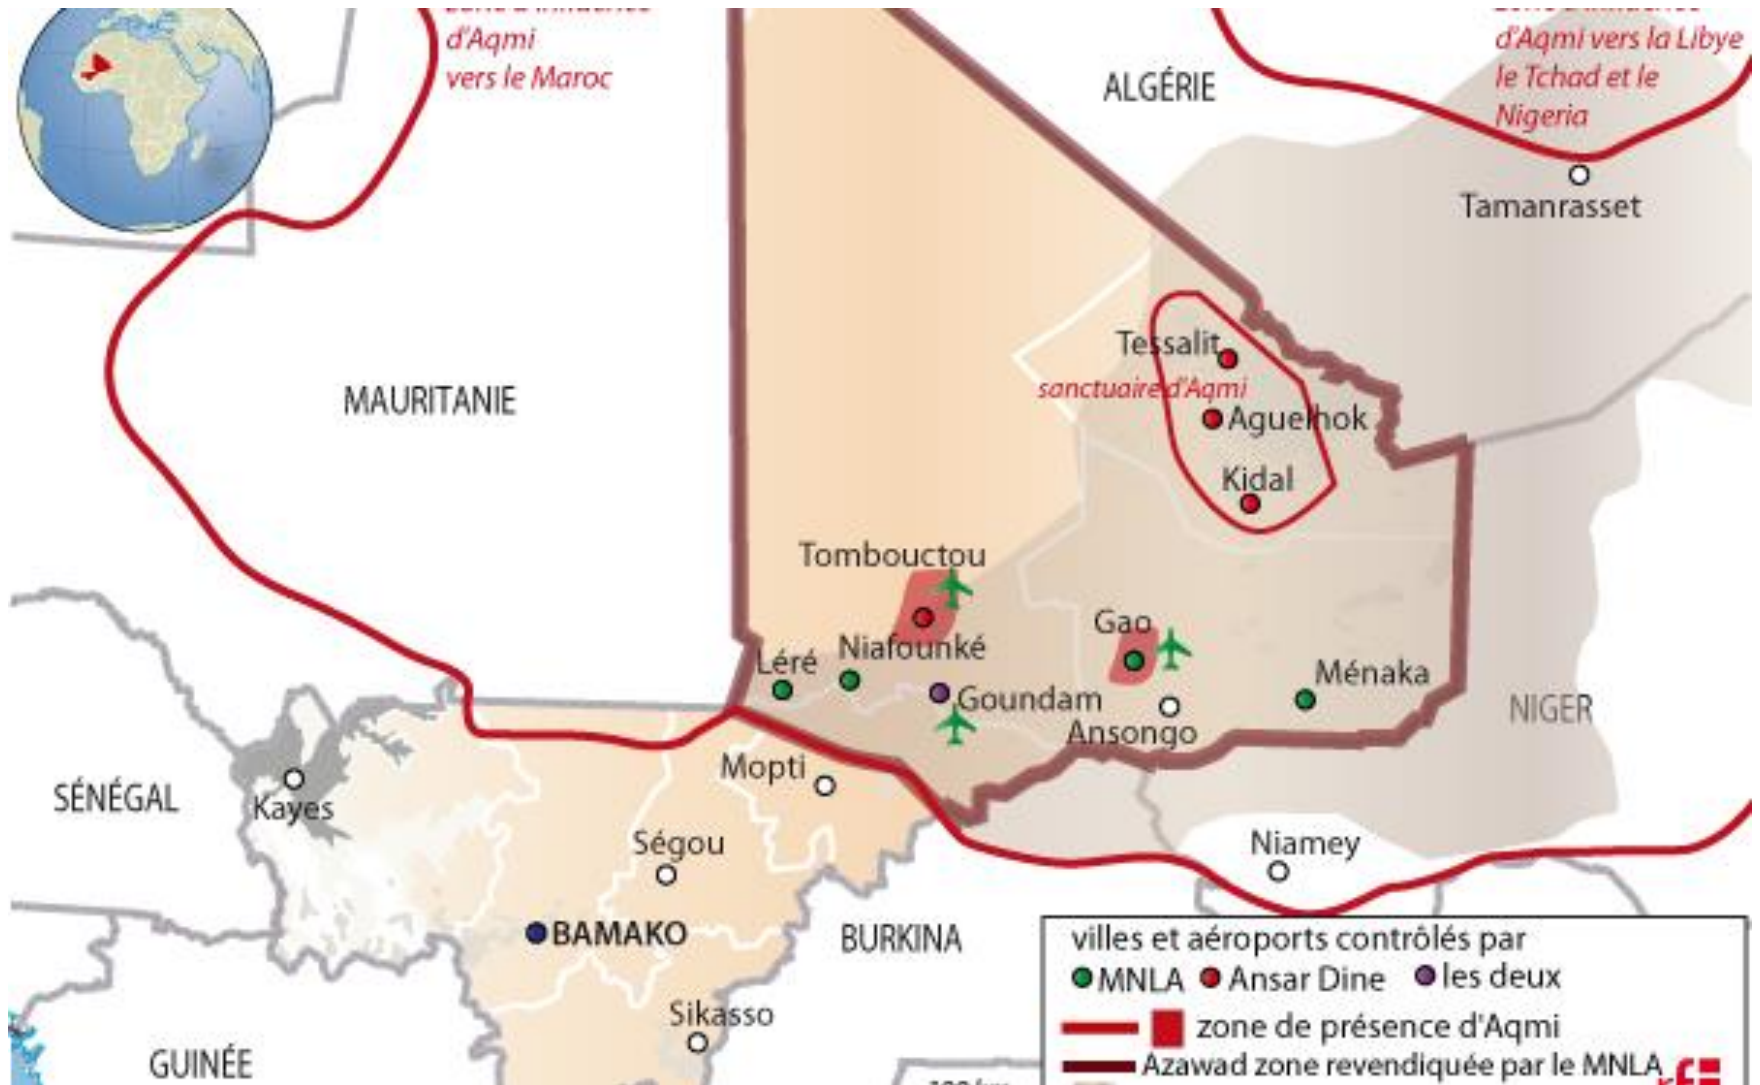 d'Aqmi
vers le Maroc
ALGÉRIE
d'Aqmi vers la Libye
le Tchad et le
Nigeria
Tamanrasset
Tessalit
sanctuaire d'Aqmi
MAURITANIE
Aguelhok
Kidal
Tombouctou
Gao
Niafounké
Léré
Ménaka
Goundam
NIGER
Ansongo
Mopti
SÉNÉGAL
Kayes
Ségou
Niamey
BAMAKO
BURKINA
Sikasso
GUINÉE
villes et aéroports contrôlés par
MNLA Ansar Dine les deux
zone de présence d'Aqmi
Azawad zone revendiquée par le MNLA